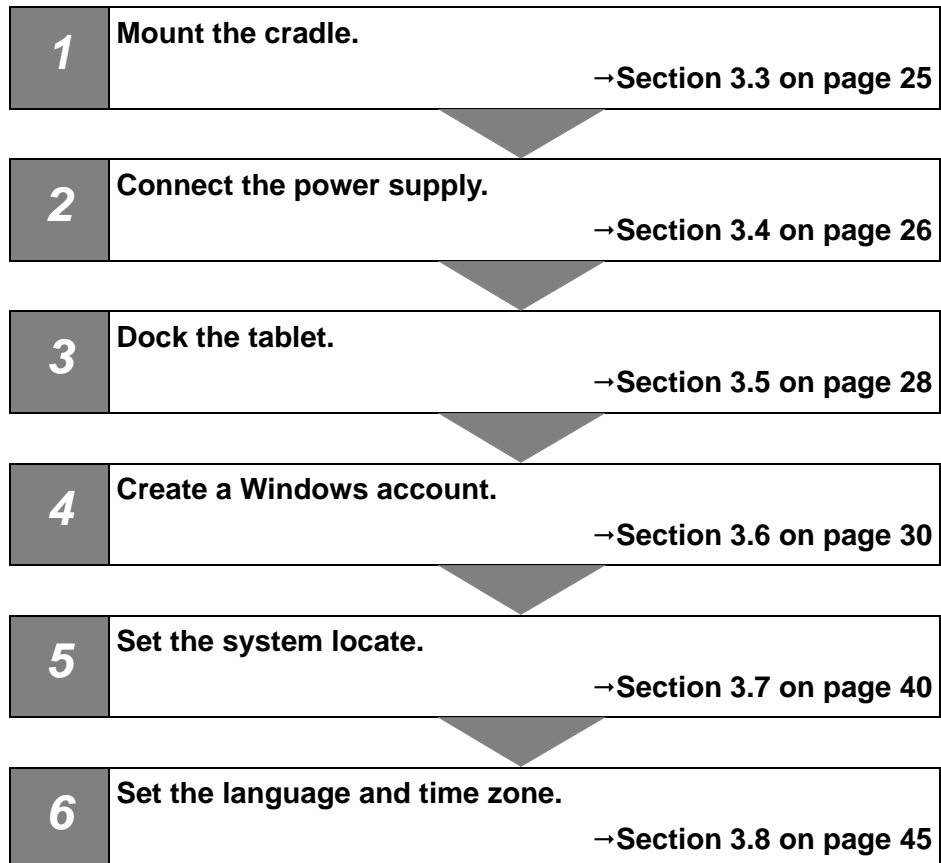 1
Mount the cradle.
→Section 3.3 on page 25
2
Connect the power supply.
→Section 3.4 on page 26
3
Dock the tablet.
→Section 3.5 on page 28
4
Create a Windows account.
→Section 3.6 on page 30
5
Set the system locate.
→Section 3.7 on page 40
6
Set the language and time zone.
→Section 3.8 on page 45